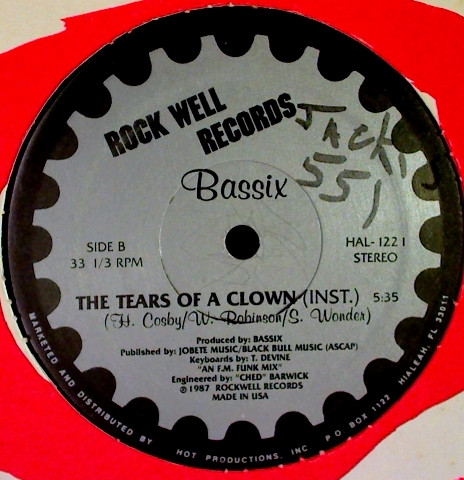 ROCK WELL
RECORDS
JACK!
551
Bassix
SIDE B
33 1/3 RPM
HAL-1221
STEREO
THE TEARS OF A CLOWN (INST.) 5:35
(H. Cosby/W. Robinson/S. Wonder)
Produced by: BASSIX
Published by: JOBETE MUSIC/BLACK BULL MUSIC (ASCAP)
Keyboards by: T. DEVINE
"AN F.M. FUNK MIX"
Engineered by: "CHED" BARWICK
℗ 1987 ROCKWELL RECORDS
MADE IN USA
MARKETED AND DISTRIBUTED BY HOT PRODUCTIONS, INC P O BOX 1122 HIALEAH, FL 33011